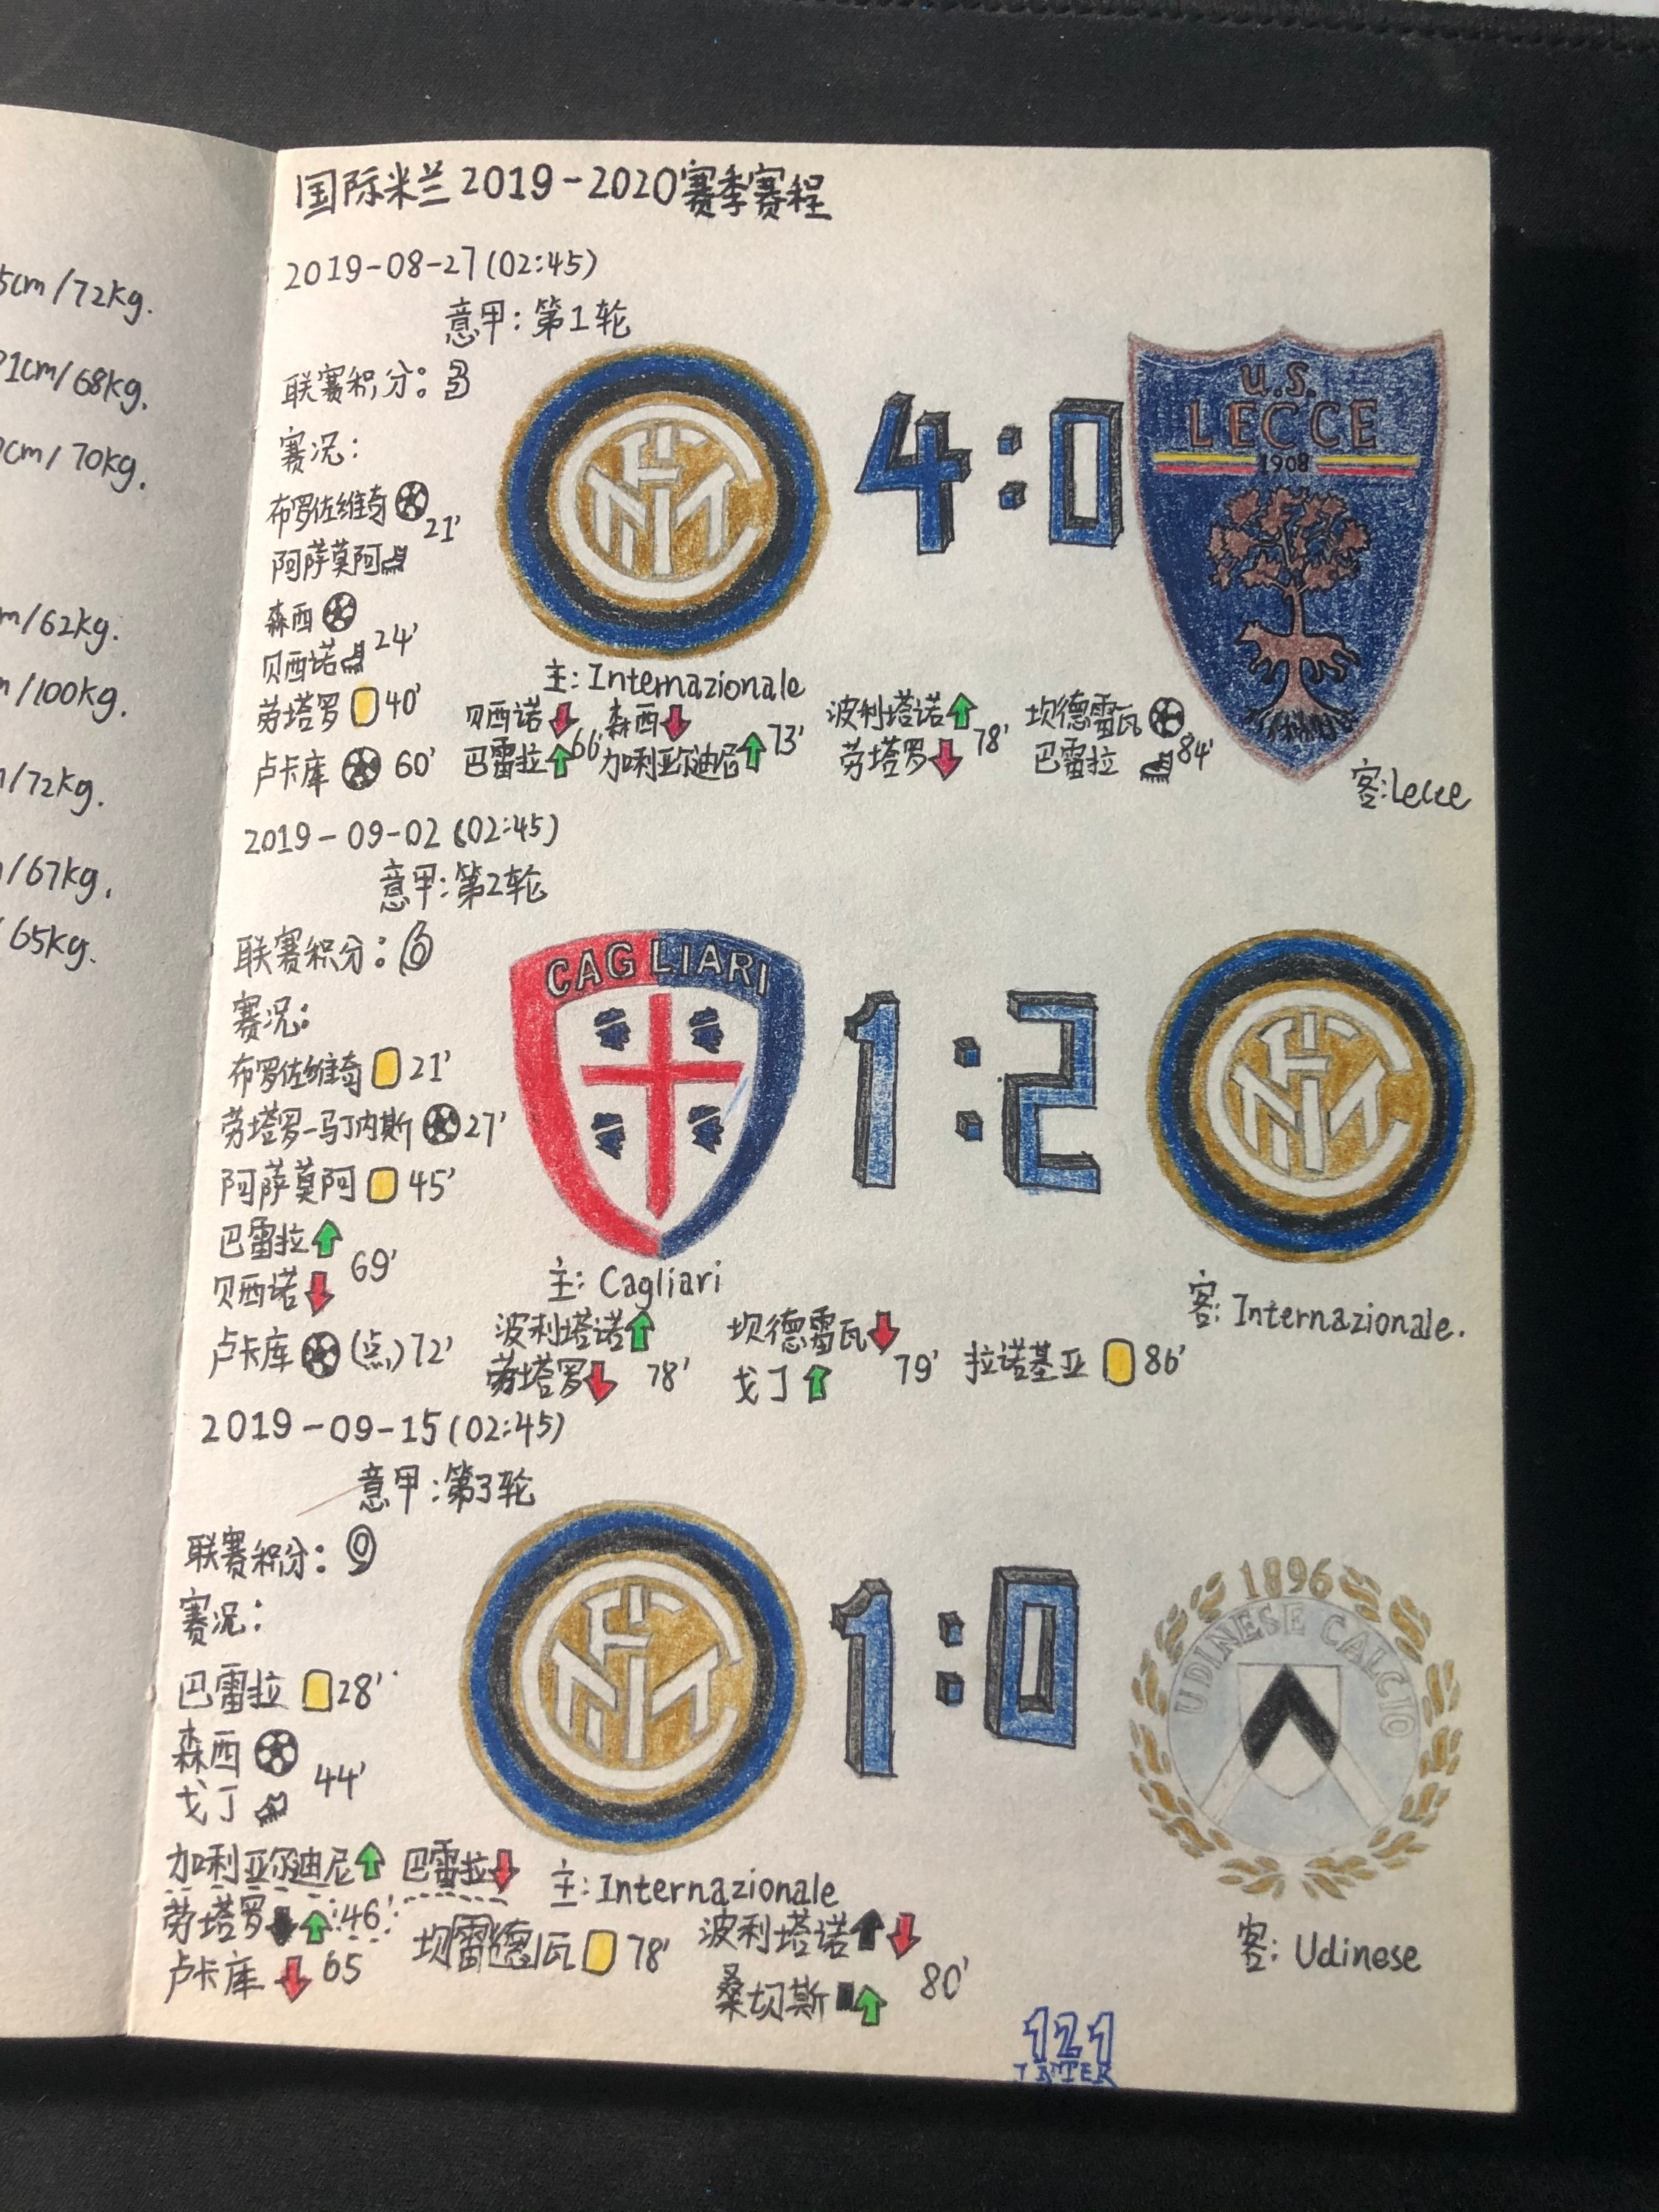 5cm/72kg.
1cm/68kg.
cm/70kg.
m/62kg.
/100kg.
/72kg.
/67kg.
65kg.
国际米兰2019-2020赛季赛程
2019-08-27(02:45)
意甲:第1轮
联赛积分:3
赛况:
布罗佐维奇 21'
阿萨莫阿
森西
贝西诺 24'
劳塔罗 40'
卢卡库 60'
4:0
U.S.
LECCE
1908
主: Internazionale
客: Lecce
贝西诺 66'
巴雷拉
森西 73'
加利亚尔迪尼
波利塔诺 78'
劳塔罗
坎德雷瓦 84'
巴雷拉
2019-09-02(02:45)
意甲:第2轮
联赛积分:6
赛况:
布罗佐维奇 21'
劳塔罗-马丁内斯 27'
阿萨莫阿 45'
巴雷拉
贝西诺 69'
卢卡库 (点) 72'
CAGLIARI
1:2
主: Cagliari
客: Internazionale.
波利塔诺
劳塔罗 78'
坎德雷瓦
戈丁 79'
拉诺基亚 86'
2019-09-15(02:45)
意甲:第3轮
联赛积分:9
赛况:
巴雷拉 28'
森西
戈丁 44'
1:0
1896
UDINESE CALCIO
加利亚尔迪尼 巴雷拉
劳塔罗 46'
卢卡库 65
主: Internazionale
坎雷德瓦 78'
波利塔诺
桑切斯 80'
客: Udinese
121
INTER